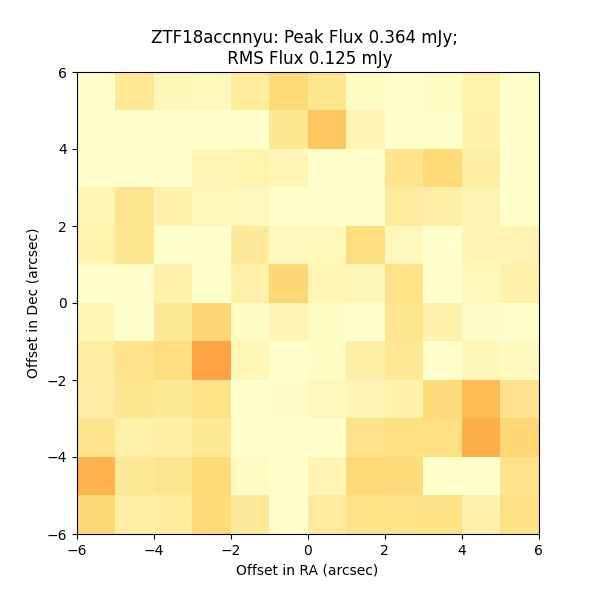 ZTF18accnnyu: Peak Flux 0.364 mJy;
RMS Flux 0.125 mJy
6
4
2
0
−2
−4
−6
Offset in Dec (arcsec)
−6 −4 −2 0 2 4 6
Offset in RA (arcsec)